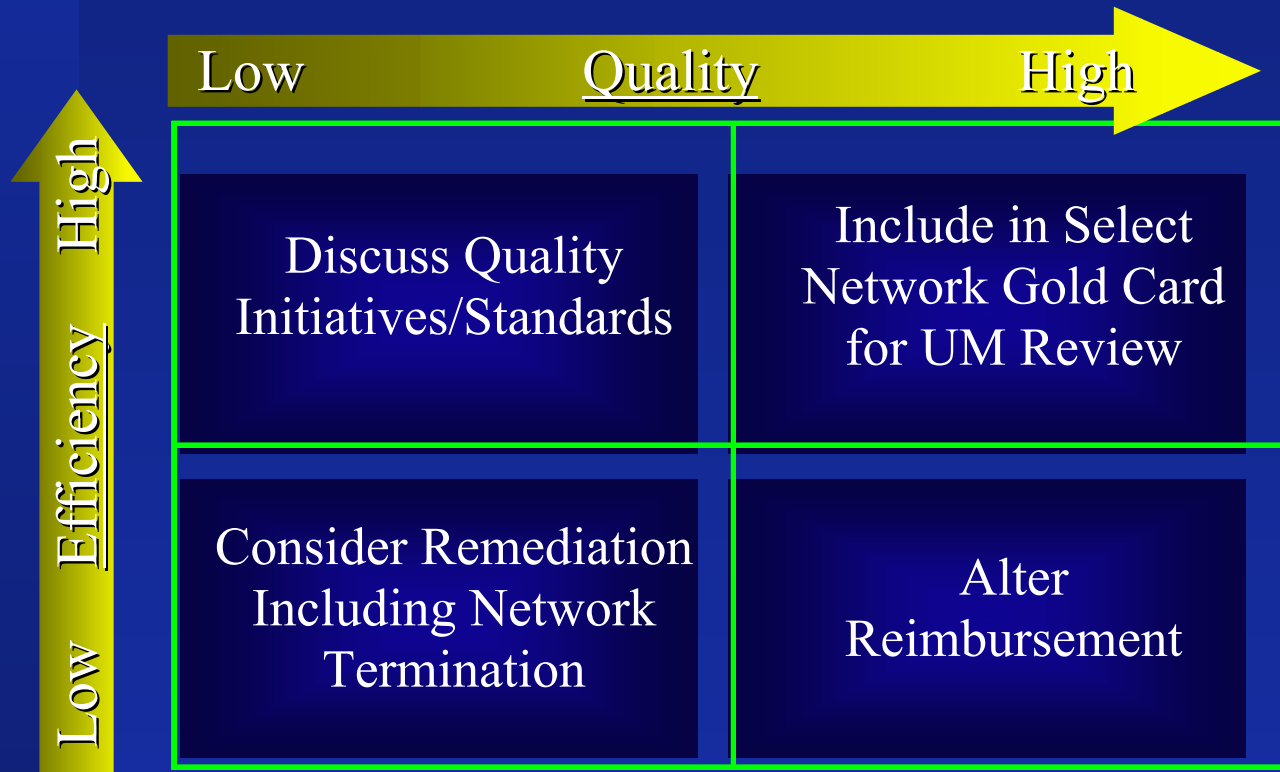 Low Quality High
High
Efficiency
Low
Discuss Quality
Initiatives/Standards
Include in Select
Network Gold Card
for UM Review
Consider Remediation
Including Network
Termination
Alter
Reimbursement